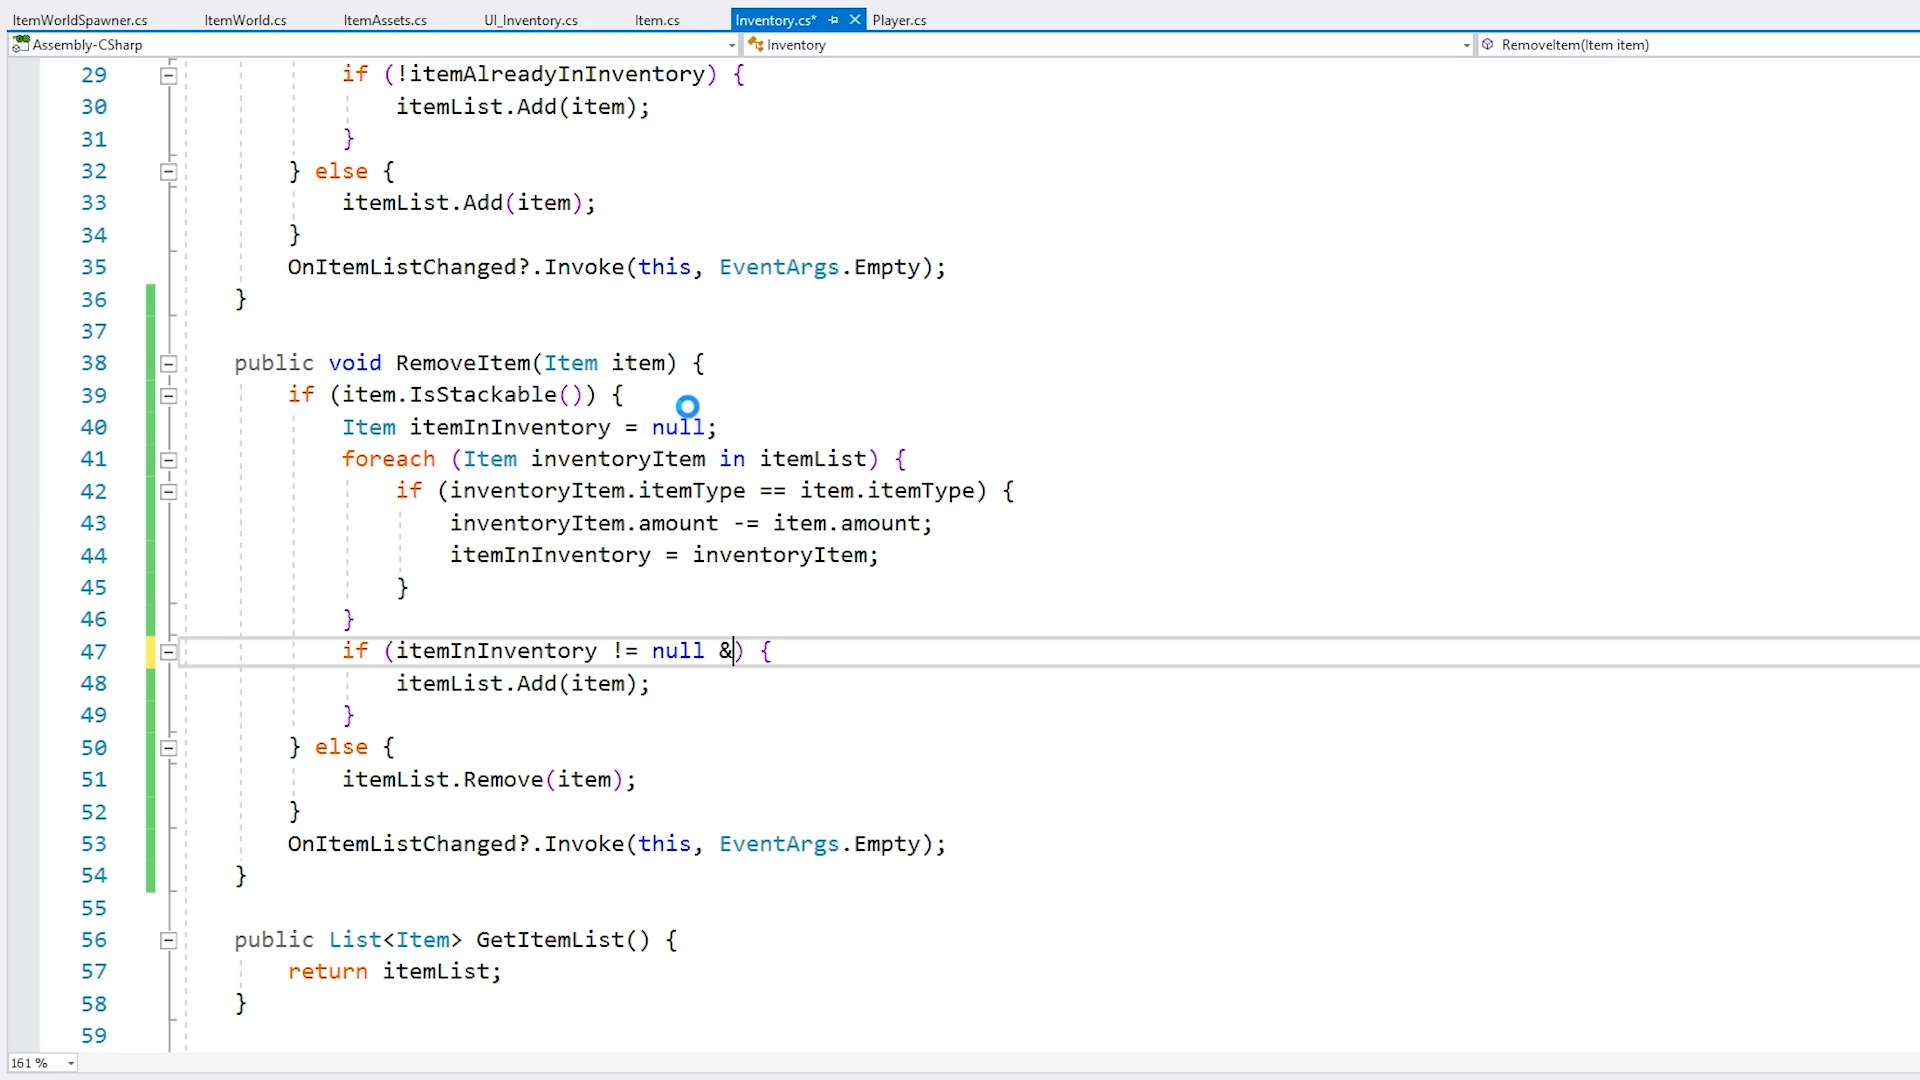 ItemWorldSpawner.cs ItemWorld.cs ItemAssets.cs UI_Inventory.cs Item.cs Inventory.cs* Player.cs
Assembly-CSharp Inventory RemoveItem(Item item)
29 if (!itemAlreadyInInventory) {
30 itemList.Add(item);
31 }
32 } else {
33 itemList.Add(item);
34 }
35 OnItemListChanged?.Invoke(this, EventArgs.Empty);
36 }
37
38 public void RemoveItem(Item item) {
39 if (item.IsStackable()) {
40 Item itemInInventory = null;
41 foreach (Item inventoryItem in itemList) {
42 if (inventoryItem.itemType == item.itemType) {
43 inventoryItem.amount -= item.amount;
44 itemInInventory = inventoryItem;
45 }
46 }
47 if (itemInInventory != null &) {
48 itemList.Add(item);
49 }
50 } else {
51 itemList.Remove(item);
52 }
53 OnItemListChanged?.Invoke(this, EventArgs.Empty);
54 }
55
56 public List<Item> GetItemList() {
57 return itemList;
58 }
59
161 %